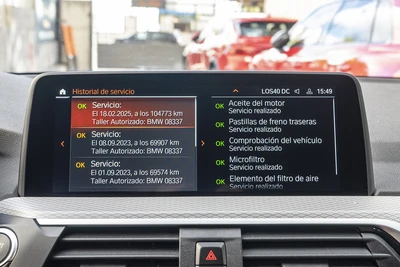 Historial de servicio
LOS40 DC
15:49
OK Servicio:
El 18.02.2025, a los 104773 km
Taller Autorizado: BMW 08337
OK Servicio:
El 08.09.2023, a los 69907 km
Taller Autorizado: BMW 08337
OK Servicio:
El 01.09.2023, a los 69574 km
Taller Autorizado: BMW 08337
OK Aceite del motor
Servicio realizado
OK Pastillas de freno traseras
Servicio realizado
OK Comprobación del vehículo
Servicio realizado
OK Microfiltro
Servicio realizado
OK Elemento del filtro de aire
Servicio realizado